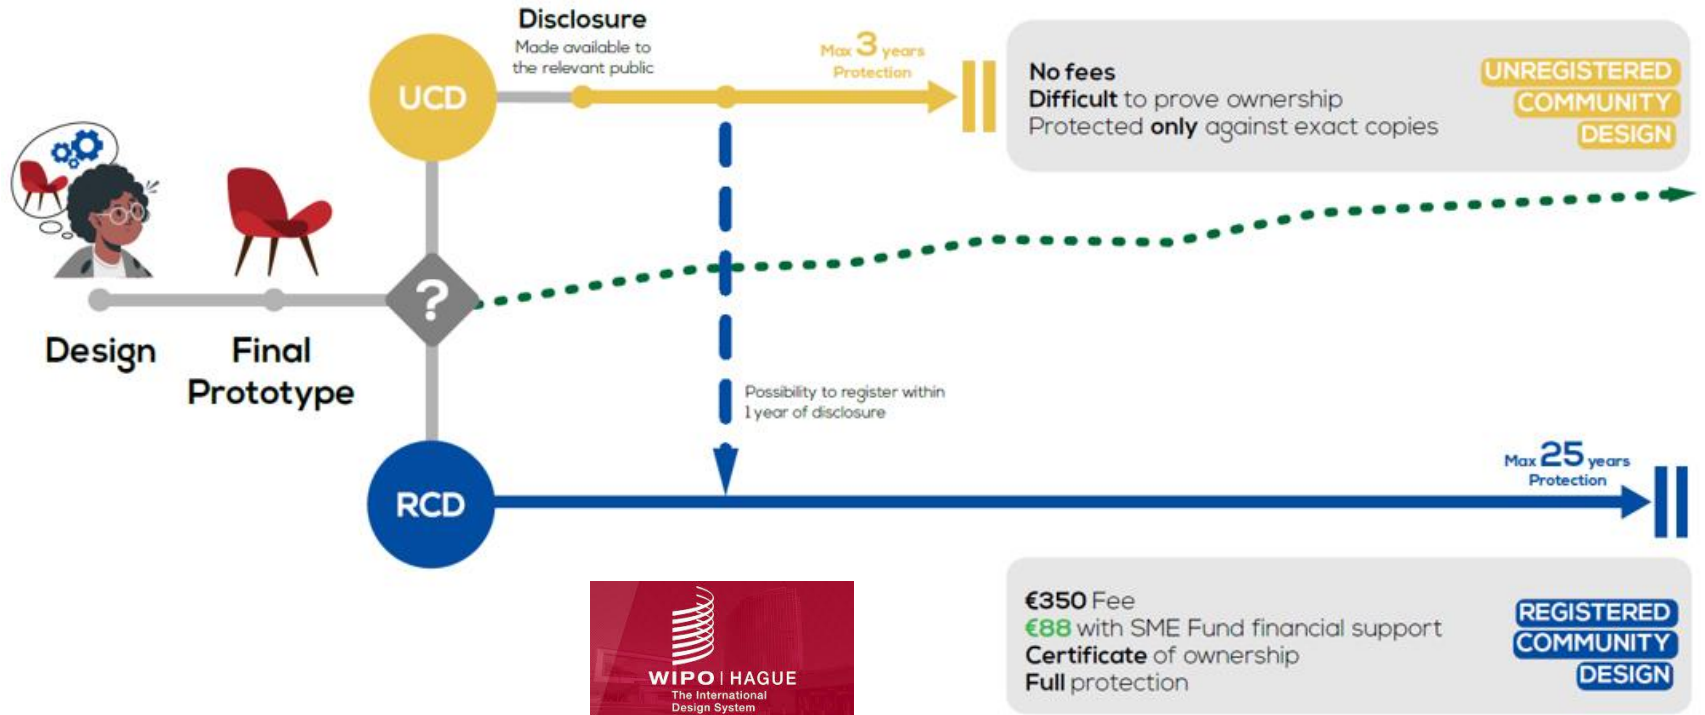 Disclosure
Made available to
the relevant public
Max 3 years
Protection
UCD
No fees
Difficult to prove ownership
Protected only against exact copies
UNREGISTERED
COMMUNITY
DESIGN
?
Design
Final
Prototype
Possibility to register within
1 year of disclosure
RCD
Max 25 years
Protection
€350 Fee
€88 with SME Fund financial support
Certificate of ownership
Full protection
REGISTERED
COMMUNITY
DESIGN
WIPO | HAGUE
The International
Design System